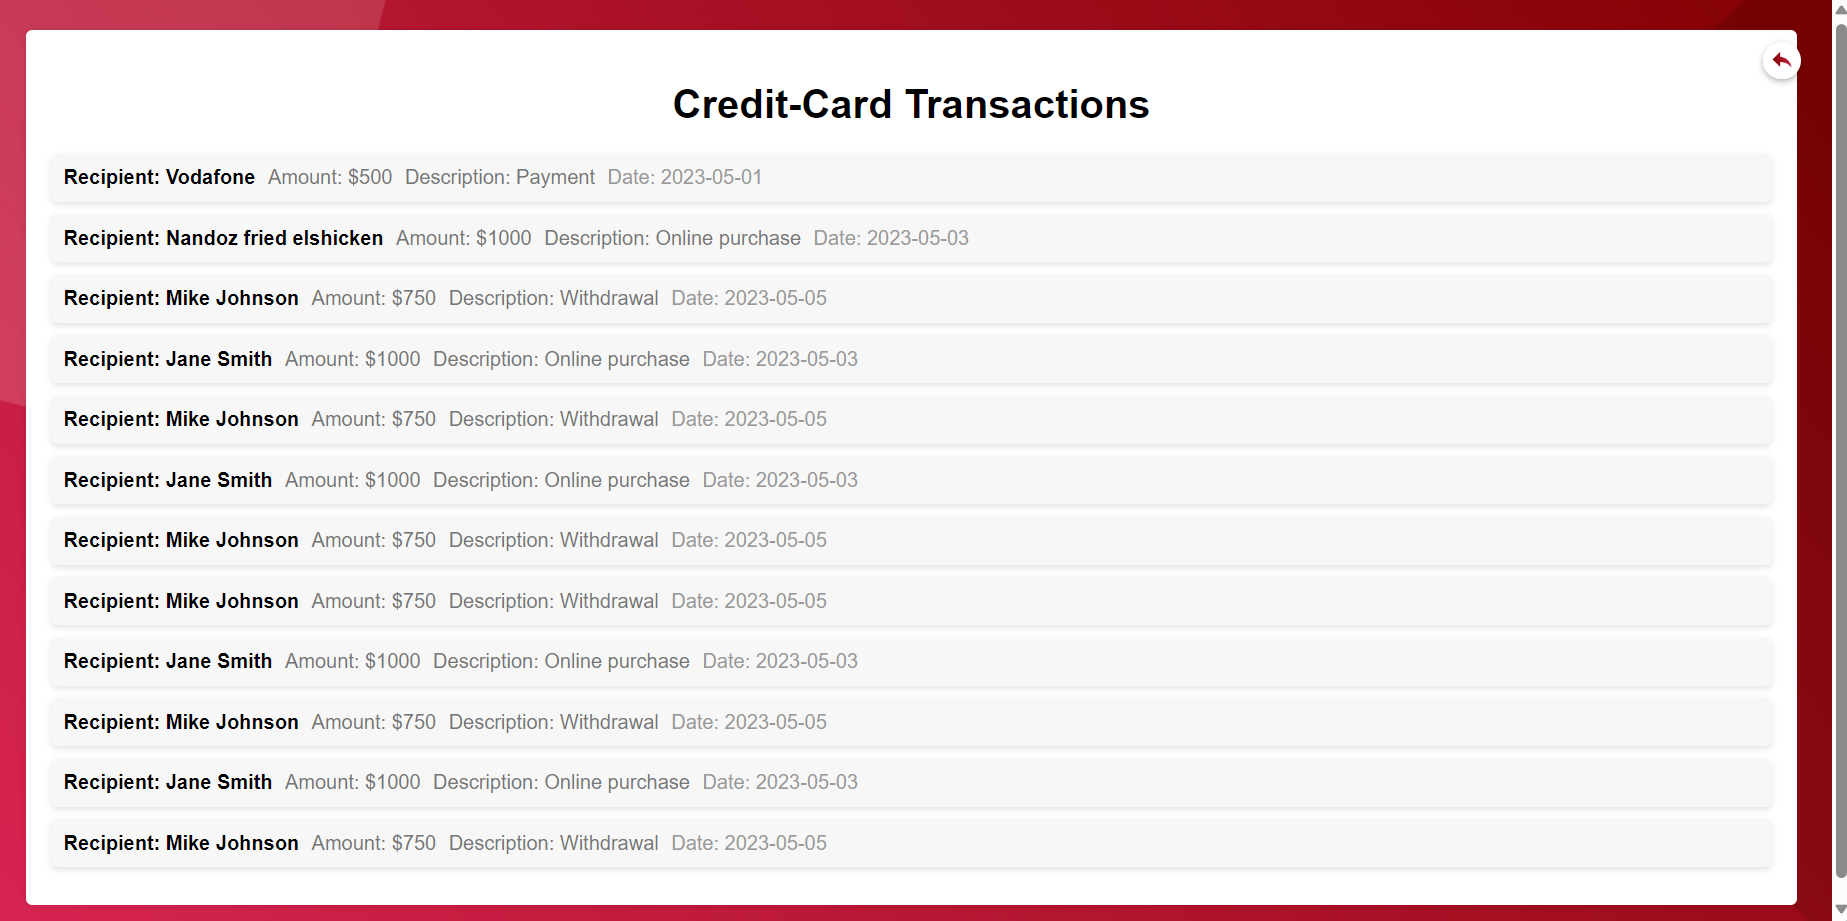 Credit-Card Transactions
Recipient: Vodafone Amount: $500 Description: Payment Date: 2023-05-01
Recipient: Nandoz fried elshicken Amount: $1000 Description: Online purchase Date: 2023-05-03
Recipient: Mike Johnson Amount: $750 Description: Withdrawal Date: 2023-05-05
Recipient: Jane Smith Amount: $1000 Description: Online purchase Date: 2023-05-03
Recipient: Mike Johnson Amount: $750 Description: Withdrawal Date: 2023-05-05
Recipient: Jane Smith Amount: $1000 Description: Online purchase Date: 2023-05-03
Recipient: Mike Johnson Amount: $750 Description: Withdrawal Date: 2023-05-05
Recipient: Mike Johnson Amount: $750 Description: Withdrawal Date: 2023-05-05
Recipient: Jane Smith Amount: $1000 Description: Online purchase Date: 2023-05-03
Recipient: Mike Johnson Amount: $750 Description: Withdrawal Date: 2023-05-05
Recipient: Jane Smith Amount: $1000 Description: Online purchase Date: 2023-05-03
Recipient: Mike Johnson Amount: $750 Description: Withdrawal Date: 2023-05-05